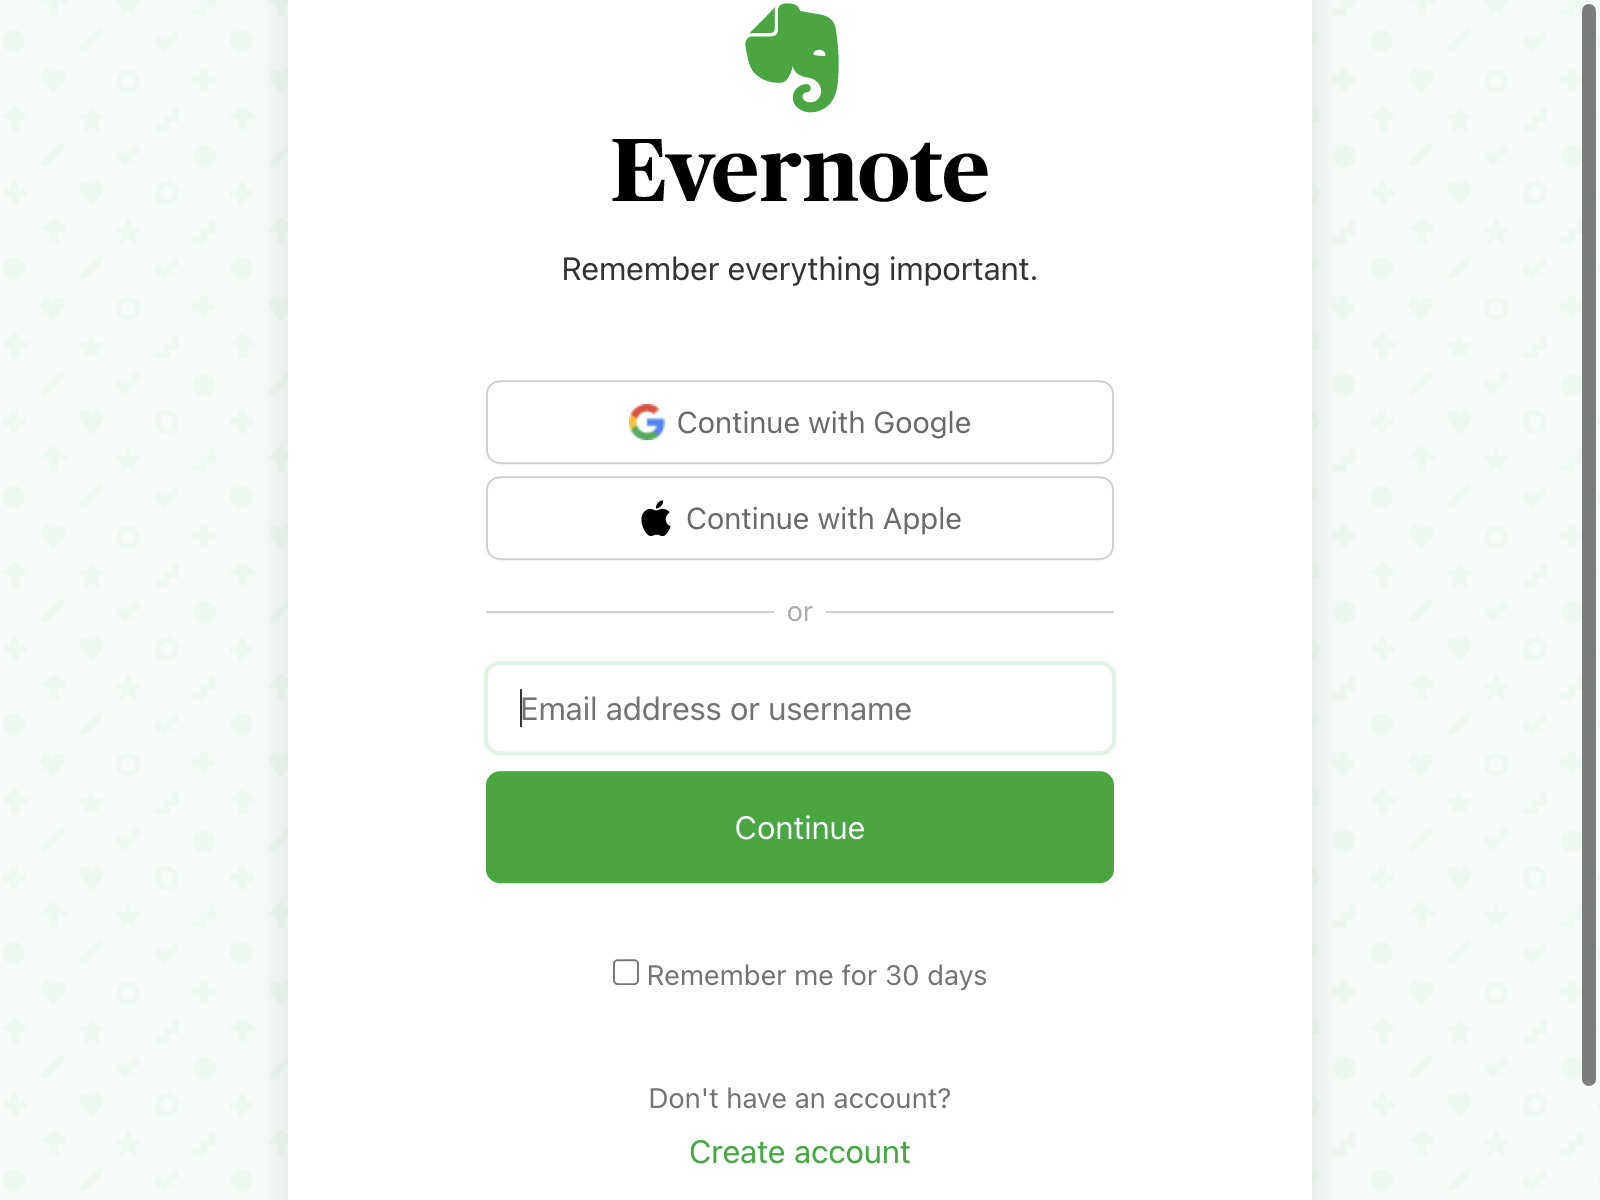 Evernote
Remember everything important.
Continue with Google
Continue with Apple
or
Email address or username
Continue
Remember me for 30 days
Don't have an account?
Create account